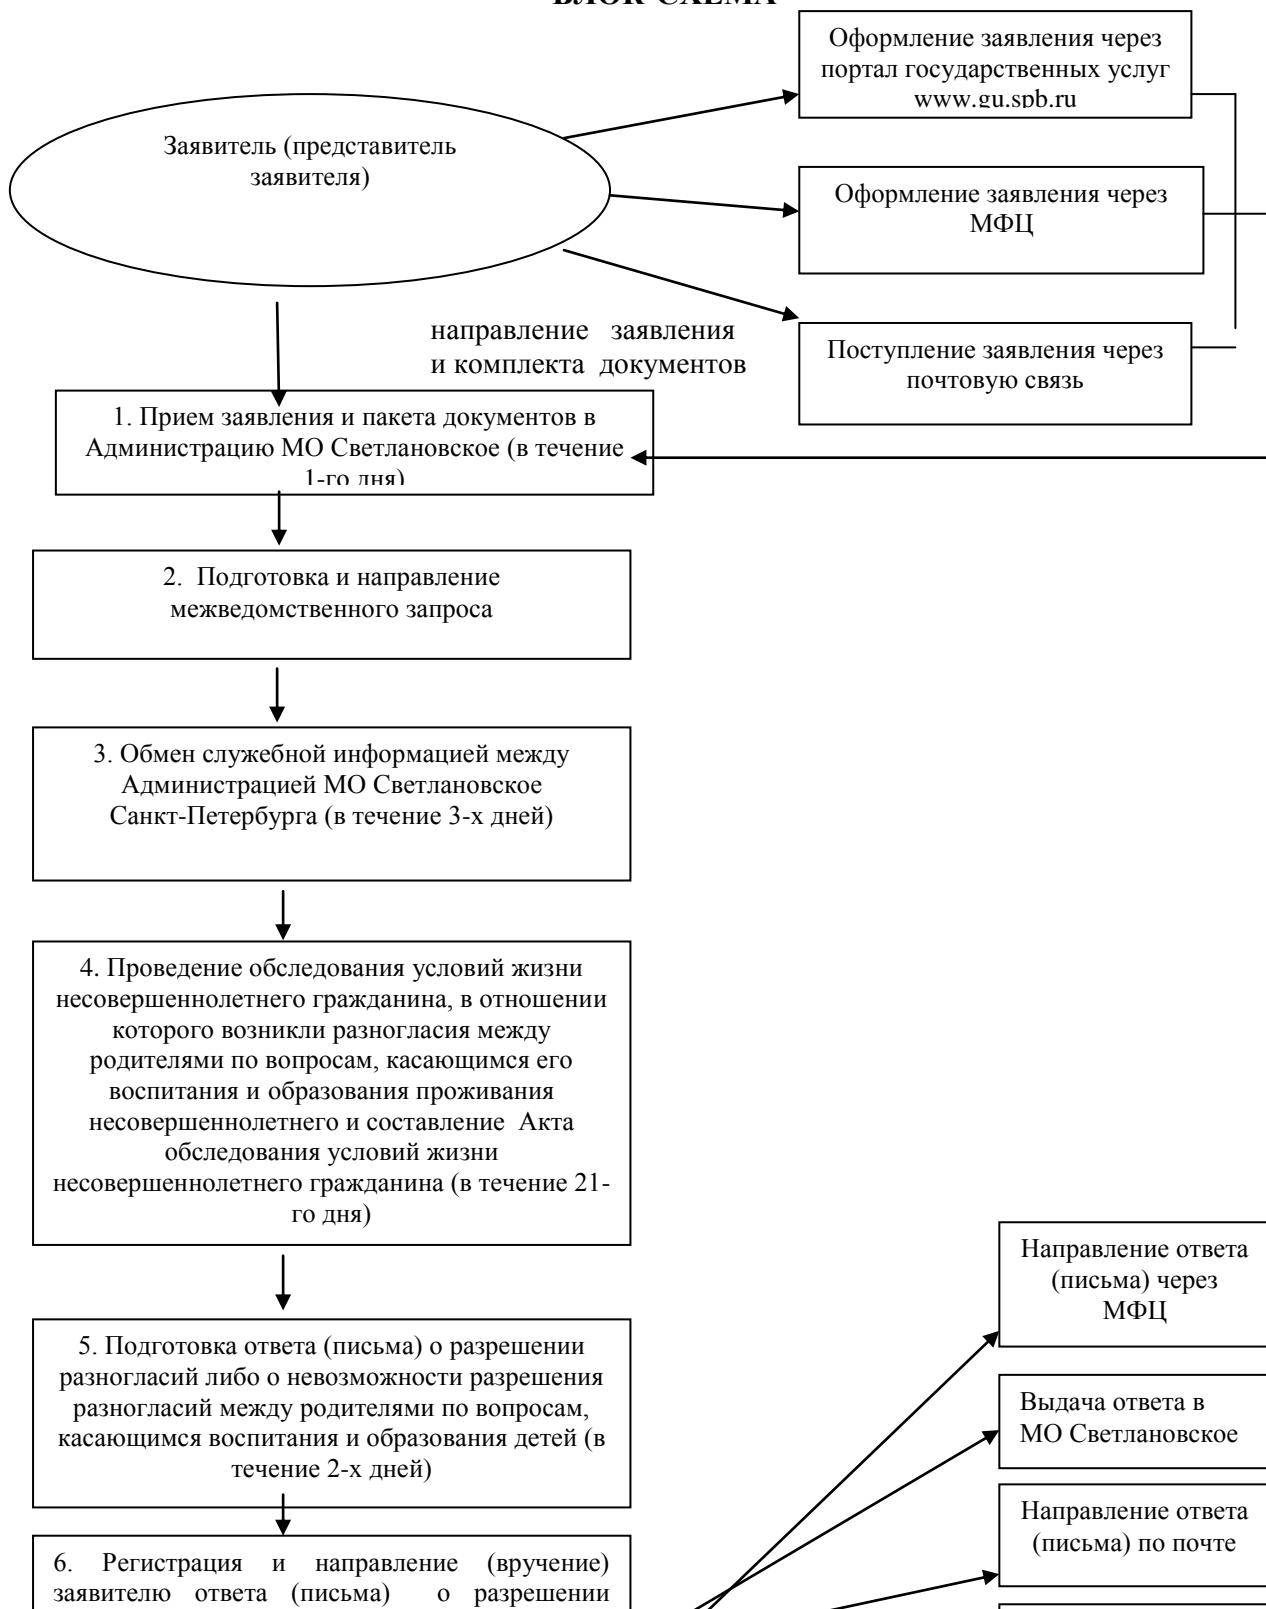 БЛОК-СХЕМА
Оформление заявления через
портал государственных услуг
www.gu.spb.ru
Заявитель (представитель
заявителя)
Оформление заявления через
МФЦ
направление заявления
и комплекта документов
Поступление заявления через
почтовую связь
1. Прием заявления и пакета документов в
Администрацию МО Светлановское (в течение
1-го дня)
2. Подготовка и направление
межведомственного запроса
3. Обмен служебной информацией между
Администрацией МО Светлановское
Санкт-Петербурга (в течение 3-х дней)
4. Проведение обследования условий жизни
несовершеннолетнего гражданина, в отношении
которого возникли разногласия между
родителями по вопросам, касающимся его
воспитания и образования проживания
несовершеннолетнего и составление Акта
обследования условий жизни
несовершеннолетнего гражданина (в течение 21-
го дня)
Направление ответа
(письма) через
МФЦ
5. Подготовка ответа (письма) о разрешении
разногласий либо о невозможности разрешения
разногласий между родителями по вопросам,
касающимся воспитания и образования детей (в
течение 2-х дней)
Выдача ответа в
МО Светлановское
Направление ответа
(письма) по почте
6. Регистрация и направление (вручение)
заявителю ответа (письма) о разрешении